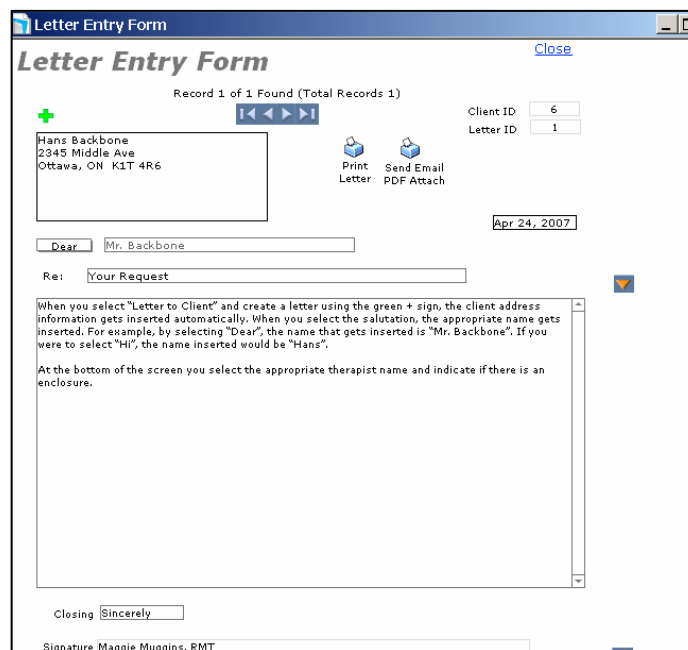 Letter Entry Form
Close
Letter Entry Form
Record 1 of 1 Found (Total Records 1)
Client ID 6
Letter ID 1
Hans Backbone
2345 Middle Ave
Ottawa, ON K1T 4R6
Print
Letter
Send Email
PDF Attach
Apr 24, 2007
Dear Mr. Backbone
Re: Your Request
When you select "Letter to Client" and create a letter using the green + sign, the client address
information gets inserted automatically. When you select the salutation, the appropriate name gets
inserted. For example, by selecting "Dear", the name that gets inserted is "Mr. Backbone". If you
were to select "Hi", the name inserted would be "Hans".
At the bottom of the screen you select the appropriate therapist name and indicate if there is an
enclosure.
Closing Sincerely
Signature Maggie Muggins, RMT